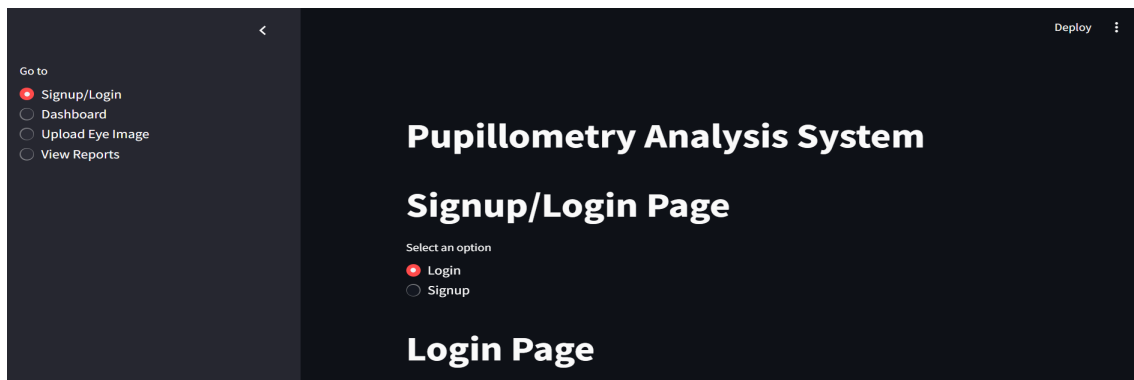 Deploy
Go to
Signup/Login
Dashboard
Upload Eye Image
View Reports
Pupillometry Analysis System
Signup/Login Page
Select an option
Login
Signup
Login Page